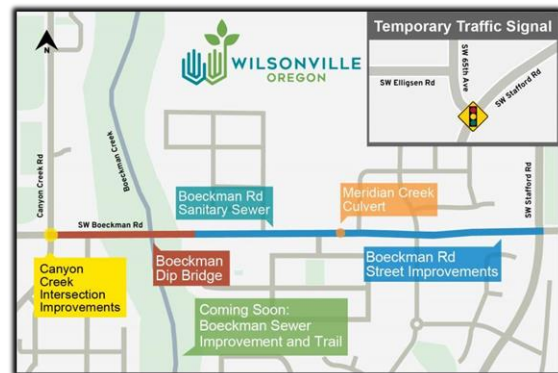 Temporary Traffic Signal
SW 65th Ave
SW Elligsen Rd
SW Stafford Rd
N
WILSONVILLE
OREGON
Canyon Creek Rd
Boeckman Creek
SW Boeckman Rd
Boeckman Rd
Sanitary Sewer
Meridian Creek
Culvert
SW Stafford Rd
Canyon
Creek
Intersection
Improvements
Boeckman
Dip Bridge
Boeckman Rd
Street Improvements
Coming Soon:
Boeckman Sewer
Improvement and Trail